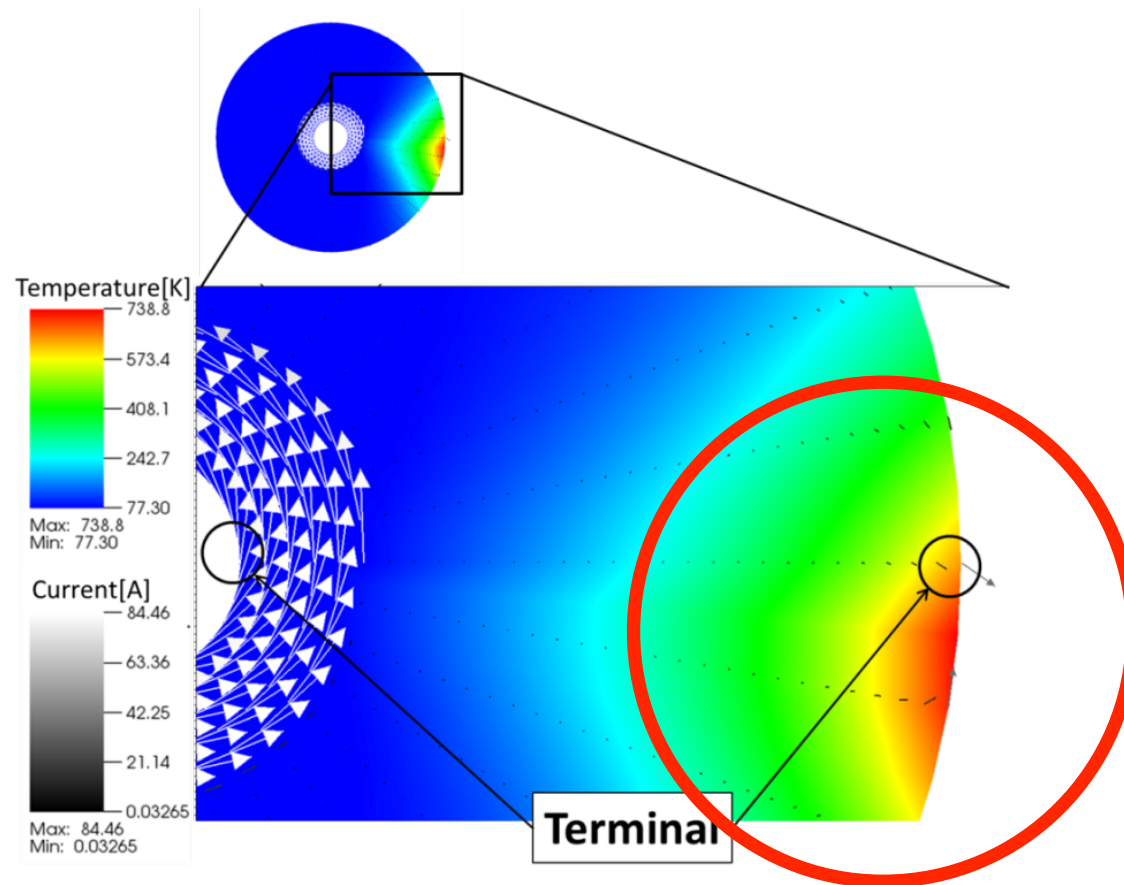 Temperature[K]
738.8
573.4
408.1
242.7
77.30
Max: 738.8
Min: 77.30
Current[A]
84.46
63.36
42.25
21.14
0.03265
Max: 84.46
Min: 0.03265
Terminal